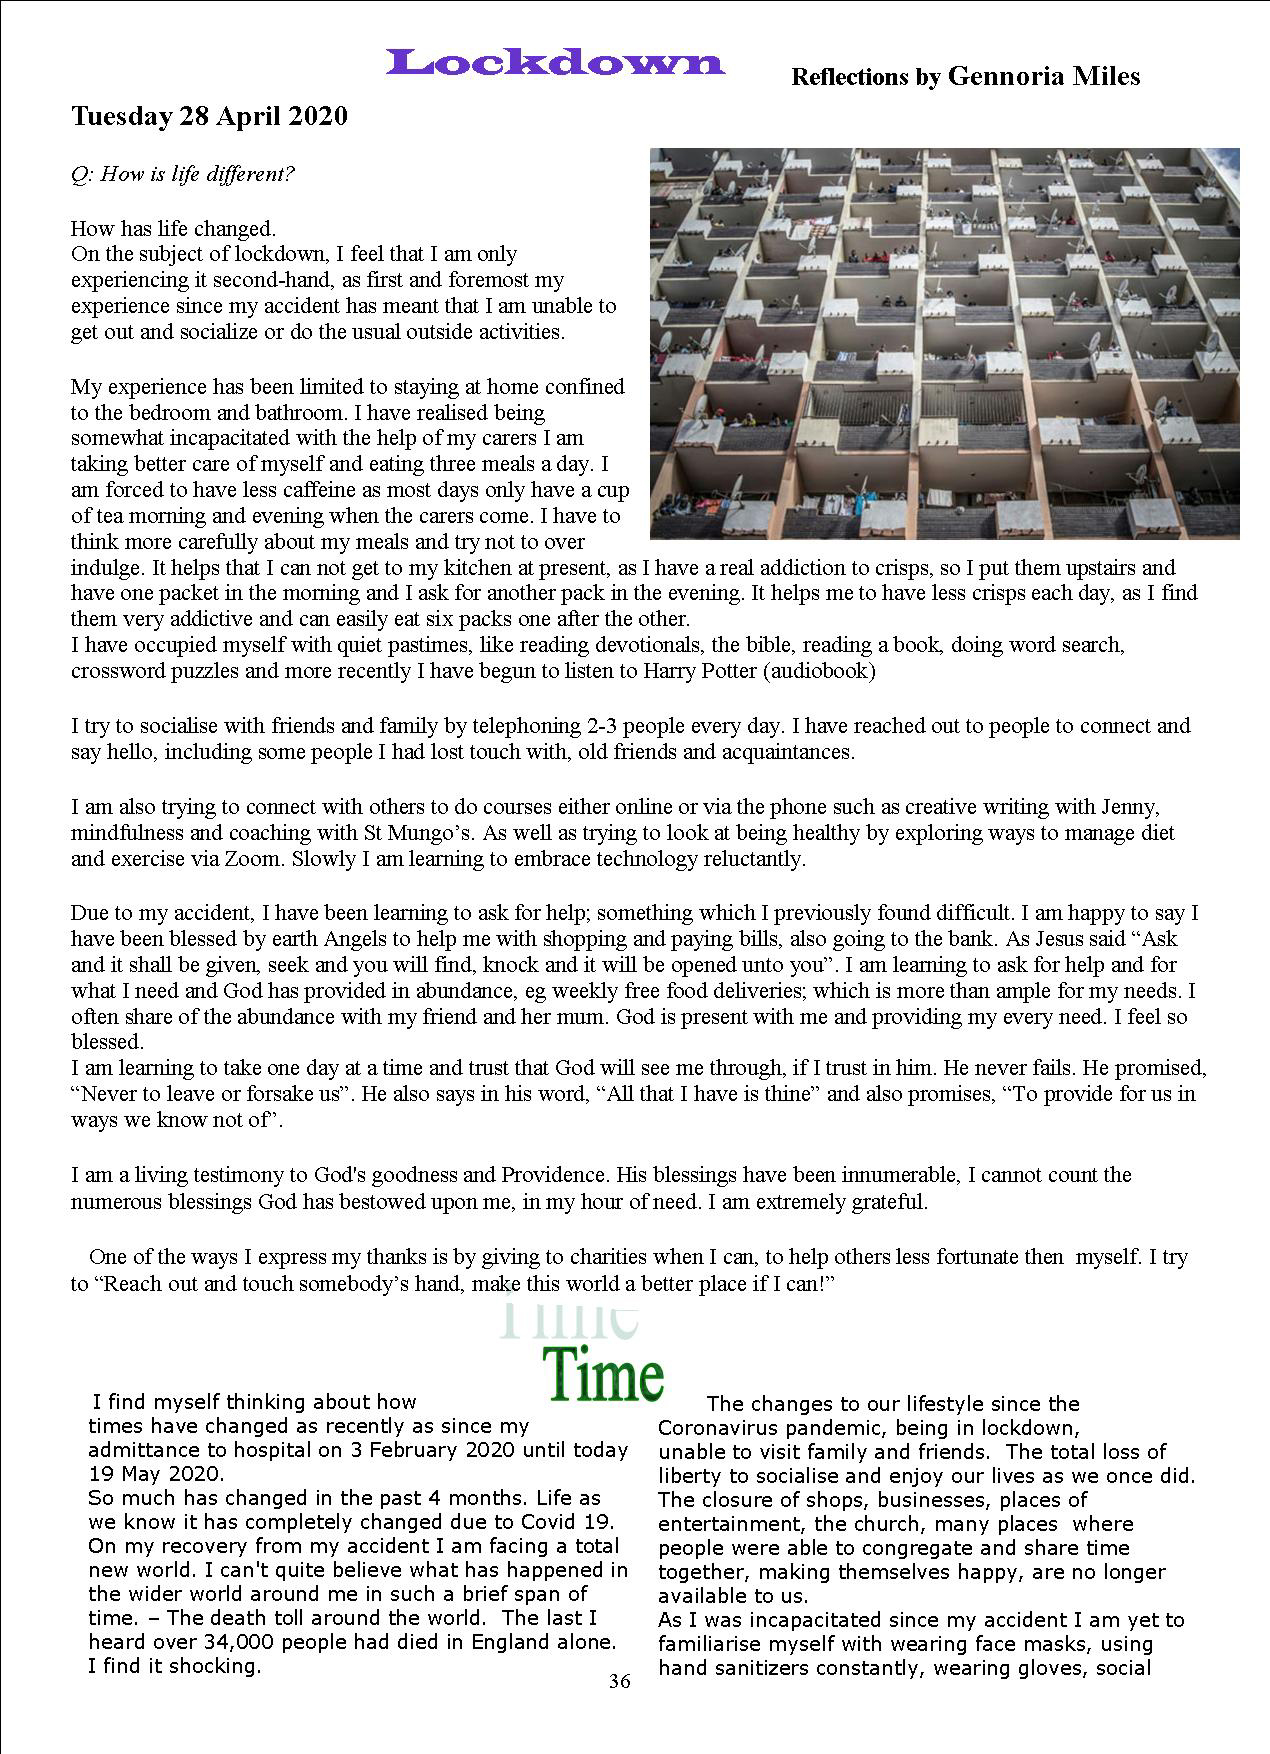 Lockdown
Reflections by Gennoria Miles
Tuesday 28 April 2020
Q: How is life different?
How has life changed.
On the subject of lockdown, I feel that I am only
experiencing it second-hand, as first and foremost my
experience since my accident has meant that I am unable to
get out and socialize or do the usual outside activities.
My experience has been limited to staying at home confined
to the bedroom and bathroom. I have realised being
somewhat incapacitated with the help of my carers I am
taking better care of myself and eating three meals a day. I
am forced to have less caffeine as most days only have a cup
of tea morning and evening when the carers come. I have to
think more carefully about my meals and try not to over
indulge. It helps that I can not get to my kitchen at present, as I have a real addiction to crisps, so I put them upstairs and
have one packet in the morning and I ask for another pack in the evening. It helps me to have less crisps each day, as I find
them very addictive and can easily eat six packs one after the other.
I have occupied myself with quiet pastimes, like reading devotionals, the bible, reading a book, doing word search,
crossword puzzles and more recently I have begun to listen to Harry Potter (audiobook)
I try to socialise with friends and family by telephoning 2-3 people every day. I have reached out to people to connect and
say hello, including some people I had lost touch with, old friends and acquaintances.
I am also trying to connect with others to do courses either online or via the phone such as creative writing with Jenny,
mindfulness and coaching with St Mungo’s. As well as trying to look at being healthy by exploring ways to manage diet
and exercise via Zoom. Slowly I am learning to embrace technology reluctantly.
Due to my accident, I have been learning to ask for help; something which I previously found difficult. I am happy to say I
have been blessed by earth Angels to help me with shopping and paying bills, also going to the bank. As Jesus said “Ask
and it shall be given, seek and you will find, knock and it will be opened unto you”. I am learning to ask for help and for
what I need and God has provided in abundance, eg weekly free food deliveries; which is more than ample for my needs. I
often share of the abundance with my friend and her mum. God is present with me and providing my every need. I feel so
blessed.
I am learning to take one day at a time and trust that God will see me through, if I trust in him. He never fails. He promised,
“Never to leave or forsake us”. He also says in his word, “All that I have is thine” and also promises, “To provide for us in
ways we know not of”.
I am a living testimony to God's goodness and Providence. His blessings have been innumerable, I cannot count the
numerous blessings God has bestowed upon me, in my hour of need. I am extremely grateful.
One of the ways I express my thanks is by giving to charities when I can, to help others less fortunate then  myself. I try
to “Reach out and touch somebody’s hand, make this world a better place if I can!”
Time
Time
I find myself thinking about how
times have changed as recently as since my
admittance to hospital on 3 February 2020 until today
19 May 2020.
So much has changed in the past 4 months. Life as
we know it has completely changed due to Covid 19.
On my recovery from my accident I am facing a total
new world. I can't quite believe what has happened in
the wider world around me in such a brief span of
time. – The death toll around the world.  The last I
heard over 34,000 people had died in England alone.
I find it shocking.
The changes to our lifestyle since the
Coronavirus pandemic, being in lockdown,
unable to visit family and friends.  The total loss of
liberty to socialise and enjoy our lives as we once did.
The closure of shops, businesses, places of
entertainment, the church, many places  where
people were able to congregate and share time
together, making themselves happy, are no longer
available to us.
As I was incapacitated since my accident I am yet to
familiarise myself with wearing face masks, using
hand sanitizers constantly, wearing gloves, social
36